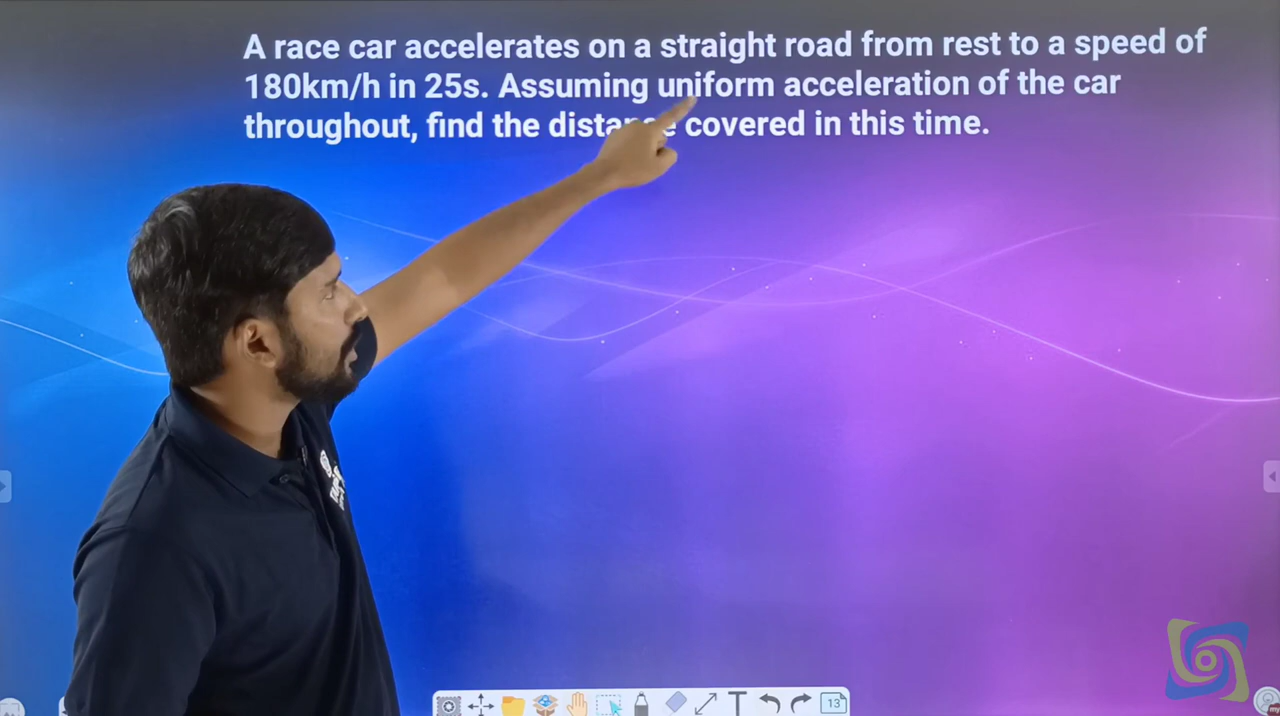 A race car accelerates on a straight road from rest to a speed of
180km/h in 25s. Assuming uniform acceleration of the car
throughout, find the distance covered in this time.
13